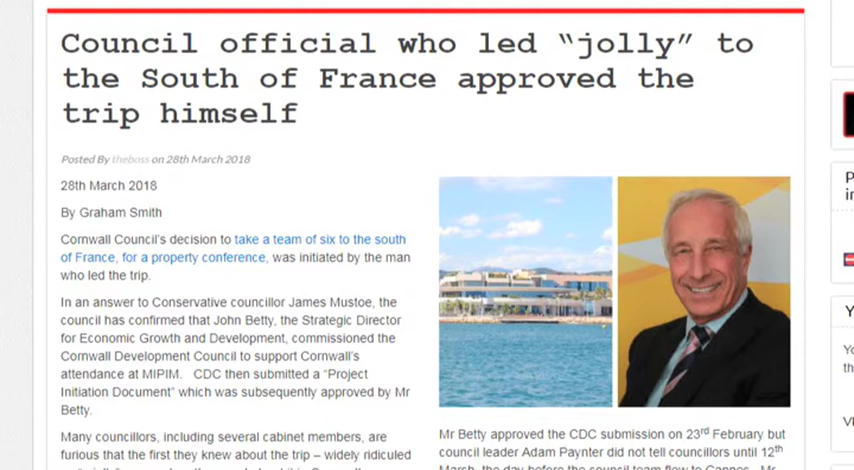 Council official who led “jolly” to
the South of France approved the
trip himself
Posted By theboss on 28th March 2018
28th March 2018
By Graham Smith
Cornwall Council’s decision to take a team of six to the south
of France, for a property conference, was initiated by the man
who led the trip.
In an answer to Conservative councillor James Mustoe, the
council has confirmed that John Betty, the Strategic Director
for Economic Growth and Development, commissioned the
Cornwall Development Council to support Cornwall’s
attendance at MIPIM. CDC then submitted a “Project
Initiation Document” which was subsequently approved by Mr
Betty.
Many councillors, including several cabinet members, are
furious that the first they knew about the trip – widely ridiculed
Mr Betty approved the CDC submission on 23rd February but
council leader Adam Paynter did not tell councillors until 12th
March, the day before the council team flew to Cannes. Mr